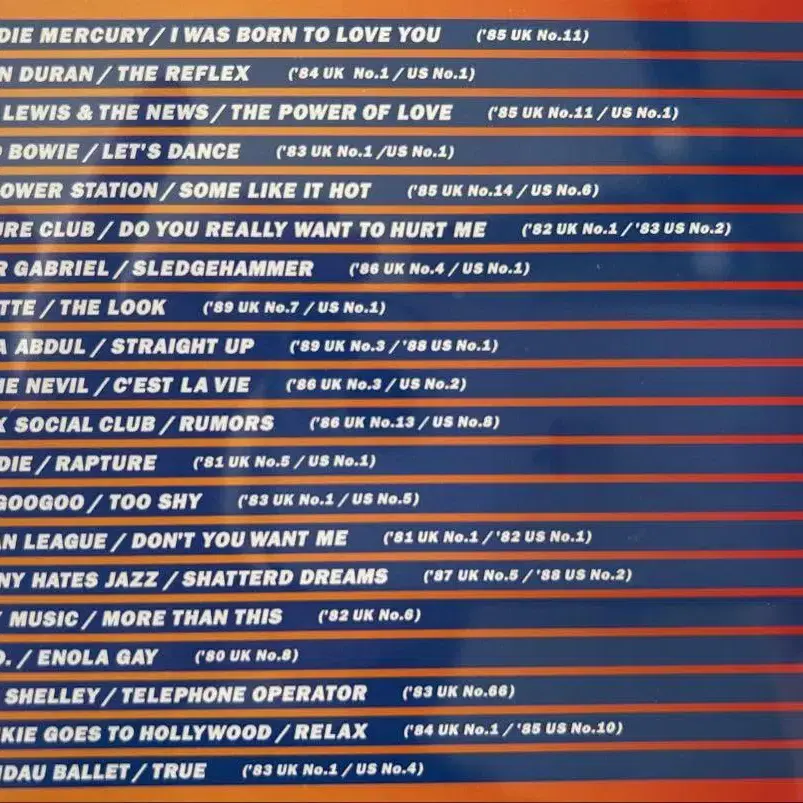 DIE MERCURY / I WAS BORN TO LOVE YOU ('85 UK No.11)
N DURAN / THE REFLEX ('84 UK No.1 / US No.1)
LEWIS & THE NEWS / THE POWER OF LOVE ('85 UK No.11 / US No.1)
BOWIE / LET'S DANCE ('83 UK No.1 /US No.1)
OWER STATION / SOME LIKE IT HOT ('85 UK No.14 / US No.6)
URE CLUB / DO YOU REALLY WANT TO HURT ME ('82 UK No.1 / '83 US No.2)
R GABRIEL / SLEDGEHAMMER ('86 UK No.4 / US No.1)
TTE / THE LOOK ('89 UK No.7 / US No.1)
A ABDUL / STRAIGHT UP ('89 UK No.3 / '88 US No.1)
IE NEVIL / C'EST LA VIE ('86 UK No.3 / US No.2)
X SOCIAL CLUB / RUMORS ('86 UK No.13 / US No.8)
DIE / RAPTURE ('81 UK No.5 / US No.1)
GOOGOO / TOO SHY ('83 UK No.1 / US No.5)
AN LEAGUE / DON'T YOU WANT ME ('81 UK No.1 / '82 US No.1)
NY HATES JAZZ / SHATTERD DREAMS ('87 UK No.5 / '88 US No.2)
MUSIC / MORE THAN THIS ('82 UK No.6)
D. / ENOLA GAY ('80 UK No.8)
SHELLEY / TELEPHONE OPERATOR ('83 UK No.66)
KIE GOES TO HOLLYWOOD / RELAX ('84 UK No.1 / '85 US No.10)
NDAU BALLET / TRUE ('83 UK No.1 / US No.4)